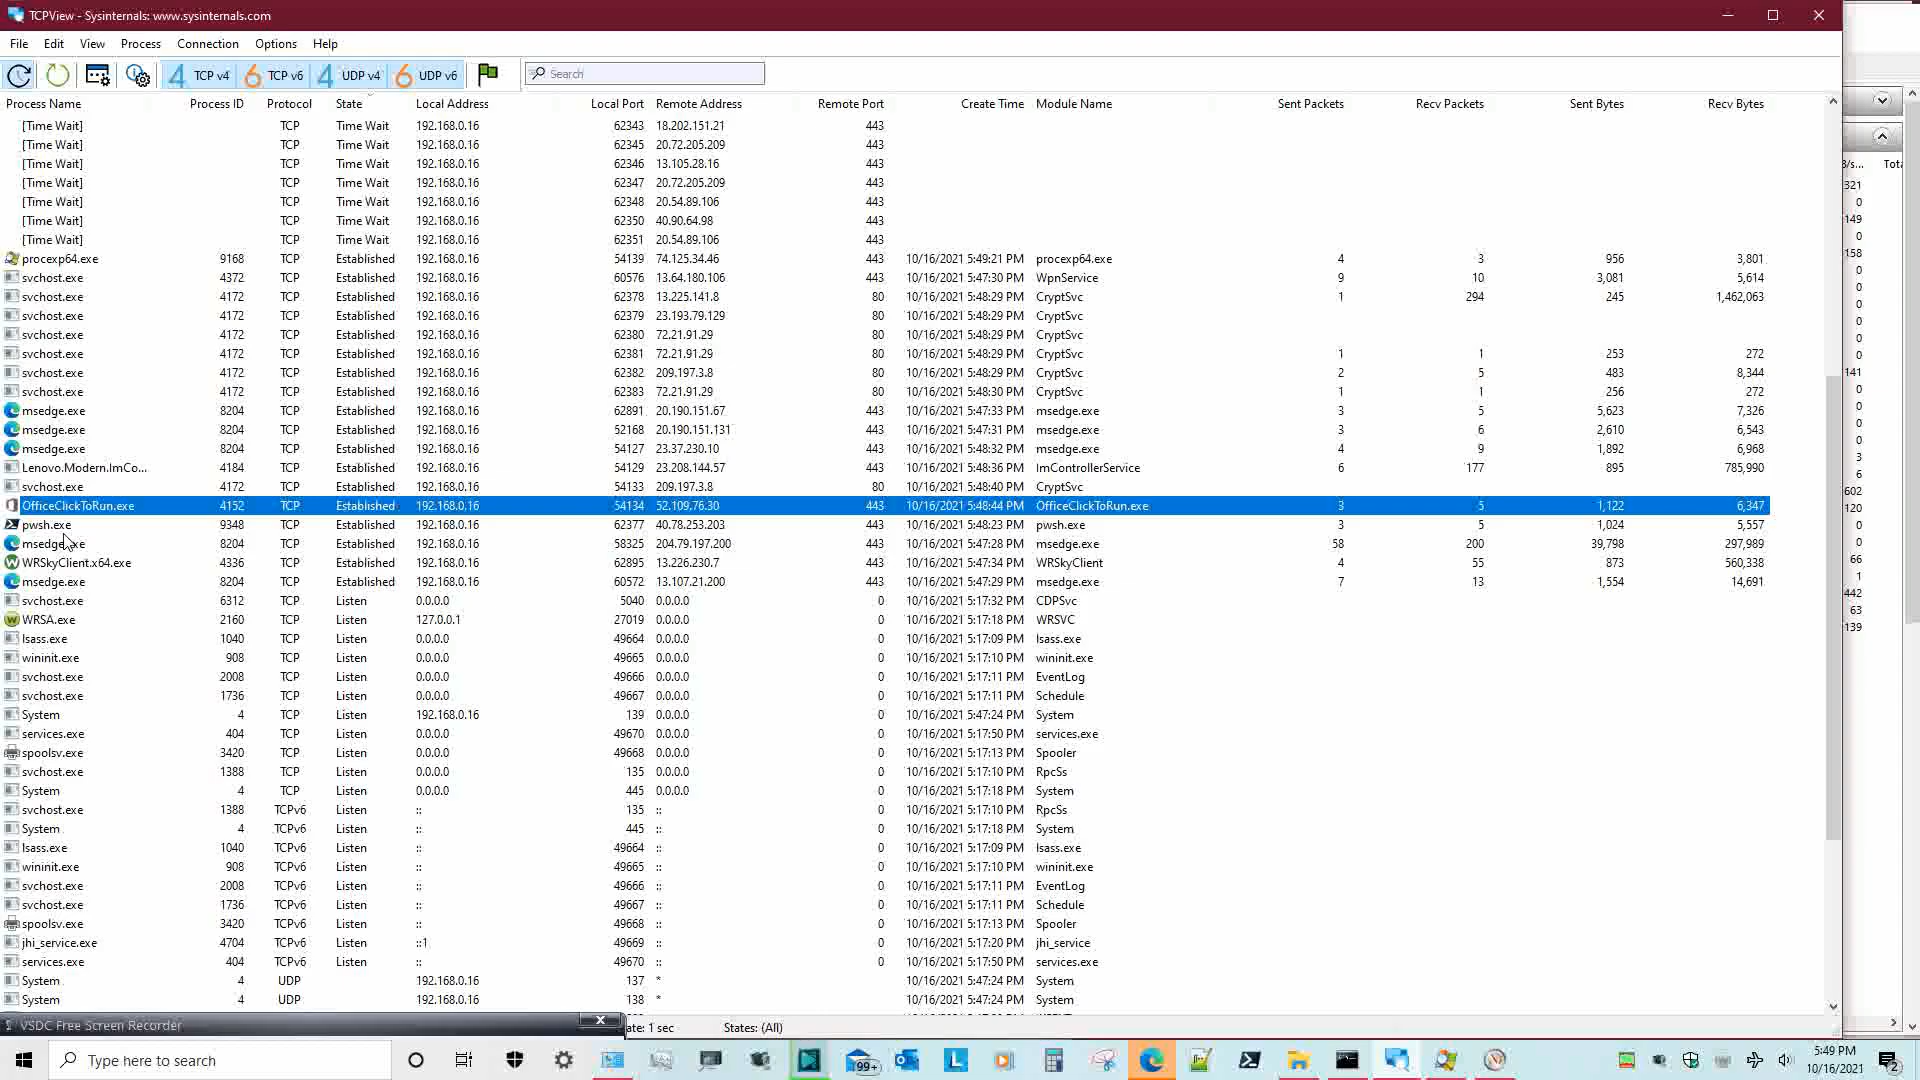 TCPView - Sysinternals: www.sysinternals.com
File Edit View Process Connection Options Help
4 TCP v4 6 TCP v6 4 UDP v4 6 UDP v6 Search
Process Name Process ID Protocol State Local Address Local Port Remote Address Remote Port Create Time Module Name Sent Packets Recv Packets Sent Bytes Recv Bytes
[Time Wait] TCP Time Wait 192.168.0.16 62343 18.202.151.21 443
[Time Wait] TCP Time Wait 192.168.0.16 62345 20.72.205.209 443
[Time Wait] TCP Time Wait 192.168.0.16 62346 13.105.28.16 443
[Time Wait] TCP Time Wait 192.168.0.16 62347 20.72.205.209 443
[Time Wait] TCP Time Wait 192.168.0.16 62348 20.54.89.106 443
[Time Wait] TCP Time Wait 192.168.0.16 62350 40.90.64.98 443
[Time Wait] TCP Time Wait 192.168.0.16 62351 20.54.89.106 443
procexp64.exe 9168 TCP Established 192.168.0.16 54139 74.125.34.46 443 10/16/2021 5:49:21 PM procexp64.exe 4 3 956 3,801
svchost.exe 4372 TCP Established 192.168.0.16 60576 13.64.180.106 443 10/16/2021 5:47:30 PM WpnService 9 10 3,081 5,614
svchost.exe 4172 TCP Established 192.168.0.16 62378 13.225.141.8 80 10/16/2021 5:48:29 PM CryptSvc 1 294 245 1,462,063
svchost.exe 4172 TCP Established 192.168.0.16 62379 23.193.79.129 80 10/16/2021 5:48:29 PM CryptSvc
svchost.exe 4172 TCP Established 192.168.0.16 62380 72.21.91.29 80 10/16/2021 5:48:29 PM CryptSvc
svchost.exe 4172 TCP Established 192.168.0.16 62381 72.21.91.29 80 10/16/2021 5:48:29 PM CryptSvc 1 1 253 272
svchost.exe 4172 TCP Established 192.168.0.16 62382 209.197.3.8 80 10/16/2021 5:48:29 PM CryptSvc 2 5 483 8,344
svchost.exe 4172 TCP Established 192.168.0.16 62383 72.21.91.29 80 10/16/2021 5:48:30 PM CryptSvc 1 1 256 272
msedge.exe 8204 TCP Established 192.168.0.16 62891 20.190.151.67 443 10/16/2021 5:47:33 PM msedge.exe 3 5 5,623 7,326
msedge.exe 8204 TCP Established 192.168.0.16 52168 20.190.151.131 443 10/16/2021 5:47:31 PM msedge.exe 3 6 2,610 6,543
msedge.exe 8204 TCP Established 192.168.0.16 54127 23.37.230.10 443 10/16/2021 5:48:32 PM msedge.exe 4 9 1,892 6,968
Lenovo.Modern.ImCo... 4184 TCP Established 192.168.0.16 54129 23.208.144.57 443 10/16/2021 5:48:36 PM ImControllerService 6 177 895 785,990
svchost.exe 4172 TCP Established 192.168.0.16 54133 209.197.3.8 80 10/16/2021 5:48:40 PM CryptSvc
OfficeClickToRun.exe 4152 TCP Established 192.168.0.16 54134 52.109.76.30 443 10/16/2021 5:48:44 PM OfficeClickToRun.exe 3 5 1,122 6,347
pwsh.exe 9348 TCP Established 192.168.0.16 62377 40.78.253.203 443 10/16/2021 5:48:23 PM pwsh.exe 3 5 1,024 5,557
msedge.exe 8204 TCP Established 192.168.0.16 58325 204.79.197.200 443 10/16/2021 5:47:28 PM msedge.exe 58 200 39,798 297,989
WRSkyClient.x64.exe 4336 TCP Established 192.168.0.16 62895 13.226.230.7 443 10/16/2021 5:47:34 PM WRSkyClient 4 55 873 560,338
msedge.exe 8204 TCP Established 192.168.0.16 60572 13.107.21.200 443 10/16/2021 5:47:29 PM msedge.exe 7 13 1,554 14,691
svchost.exe 6312 TCP Listen 0.0.0.0 5040 0.0.0.0 0 10/16/2021 5:17:32 PM CDPSvc
WRSA.exe 2160 TCP Listen 127.0.0.1 27019 0.0.0.0 0 10/16/2021 5:17:18 PM WRSVC
lsass.exe 1040 TCP Listen 0.0.0.0 49664 0.0.0.0 0 10/16/2021 5:17:09 PM lsass.exe
wininit.exe 908 TCP Listen 0.0.0.0 49665 0.0.0.0 0 10/16/2021 5:17:10 PM wininit.exe
svchost.exe 2008 TCP Listen 0.0.0.0 49666 0.0.0.0 0 10/16/2021 5:17:11 PM EventLog
svchost.exe 1736 TCP Listen 0.0.0.0 49667 0.0.0.0 0 10/16/2021 5:17:11 PM Schedule
System 4 TCP Listen 192.168.0.16 139 0.0.0.0 0 10/16/2021 5:47:24 PM System
services.exe 404 TCP Listen 0.0.0.0 49670 0.0.0.0 0 10/16/2021 5:17:50 PM services.exe
spoolsv.exe 3420 TCP Listen 0.0.0.0 49668 0.0.0.0 0 10/16/2021 5:17:13 PM Spooler
svchost.exe 1388 TCP Listen 0.0.0.0 135 0.0.0.0 0 10/16/2021 5:17:10 PM RpcSs
System 4 TCP Listen 0.0.0.0 445 0.0.0.0 0 10/16/2021 5:17:18 PM System
svchost.exe 1388 TCPv6 Listen :: 135 :: 0 10/16/2021 5:17:10 PM RpcSs
System 4 TCPv6 Listen :: 445 :: 0 10/16/2021 5:17:18 PM System
lsass.exe 1040 TCPv6 Listen :: 49664 :: 0 10/16/2021 5:17:09 PM lsass.exe
wininit.exe 908 TCPv6 Listen :: 49665 :: 0 10/16/2021 5:17:10 PM wininit.exe
svchost.exe 2008 TCPv6 Listen :: 49666 :: 0 10/16/2021 5:17:11 PM EventLog
svchost.exe 1736 TCPv6 Listen :: 49667 :: 0 10/16/2021 5:17:11 PM Schedule
spoolsv.exe 3420 TCPv6 Listen :: 49668 :: 0 10/16/2021 5:17:13 PM Spooler
jhi_service.exe 4704 TCPv6 Listen ::1 49669 :: 0 10/16/2021 5:17:20 PM jhi_service
services.exe 404 TCPv6 Listen :: 49670 :: 0 10/16/2021 5:17:50 PM services.exe
System 4 UDP 192.168.0.16 137 * 10/16/2021 5:47:24 PM System
System 4 UDP 192.168.0.16 138 * 10/16/2021 5:47:24 PM System
VSDC Free Screen Recorder ate: 1 sec States: (All)
Type here to search 99+ 5:49 PM
10/16/2021 2
B/s... Tota
321
0
149
0
158
0
0
0
0
0
0
141
0
0
0
0
3
6
602
120
0
0
66
1
442
63
139